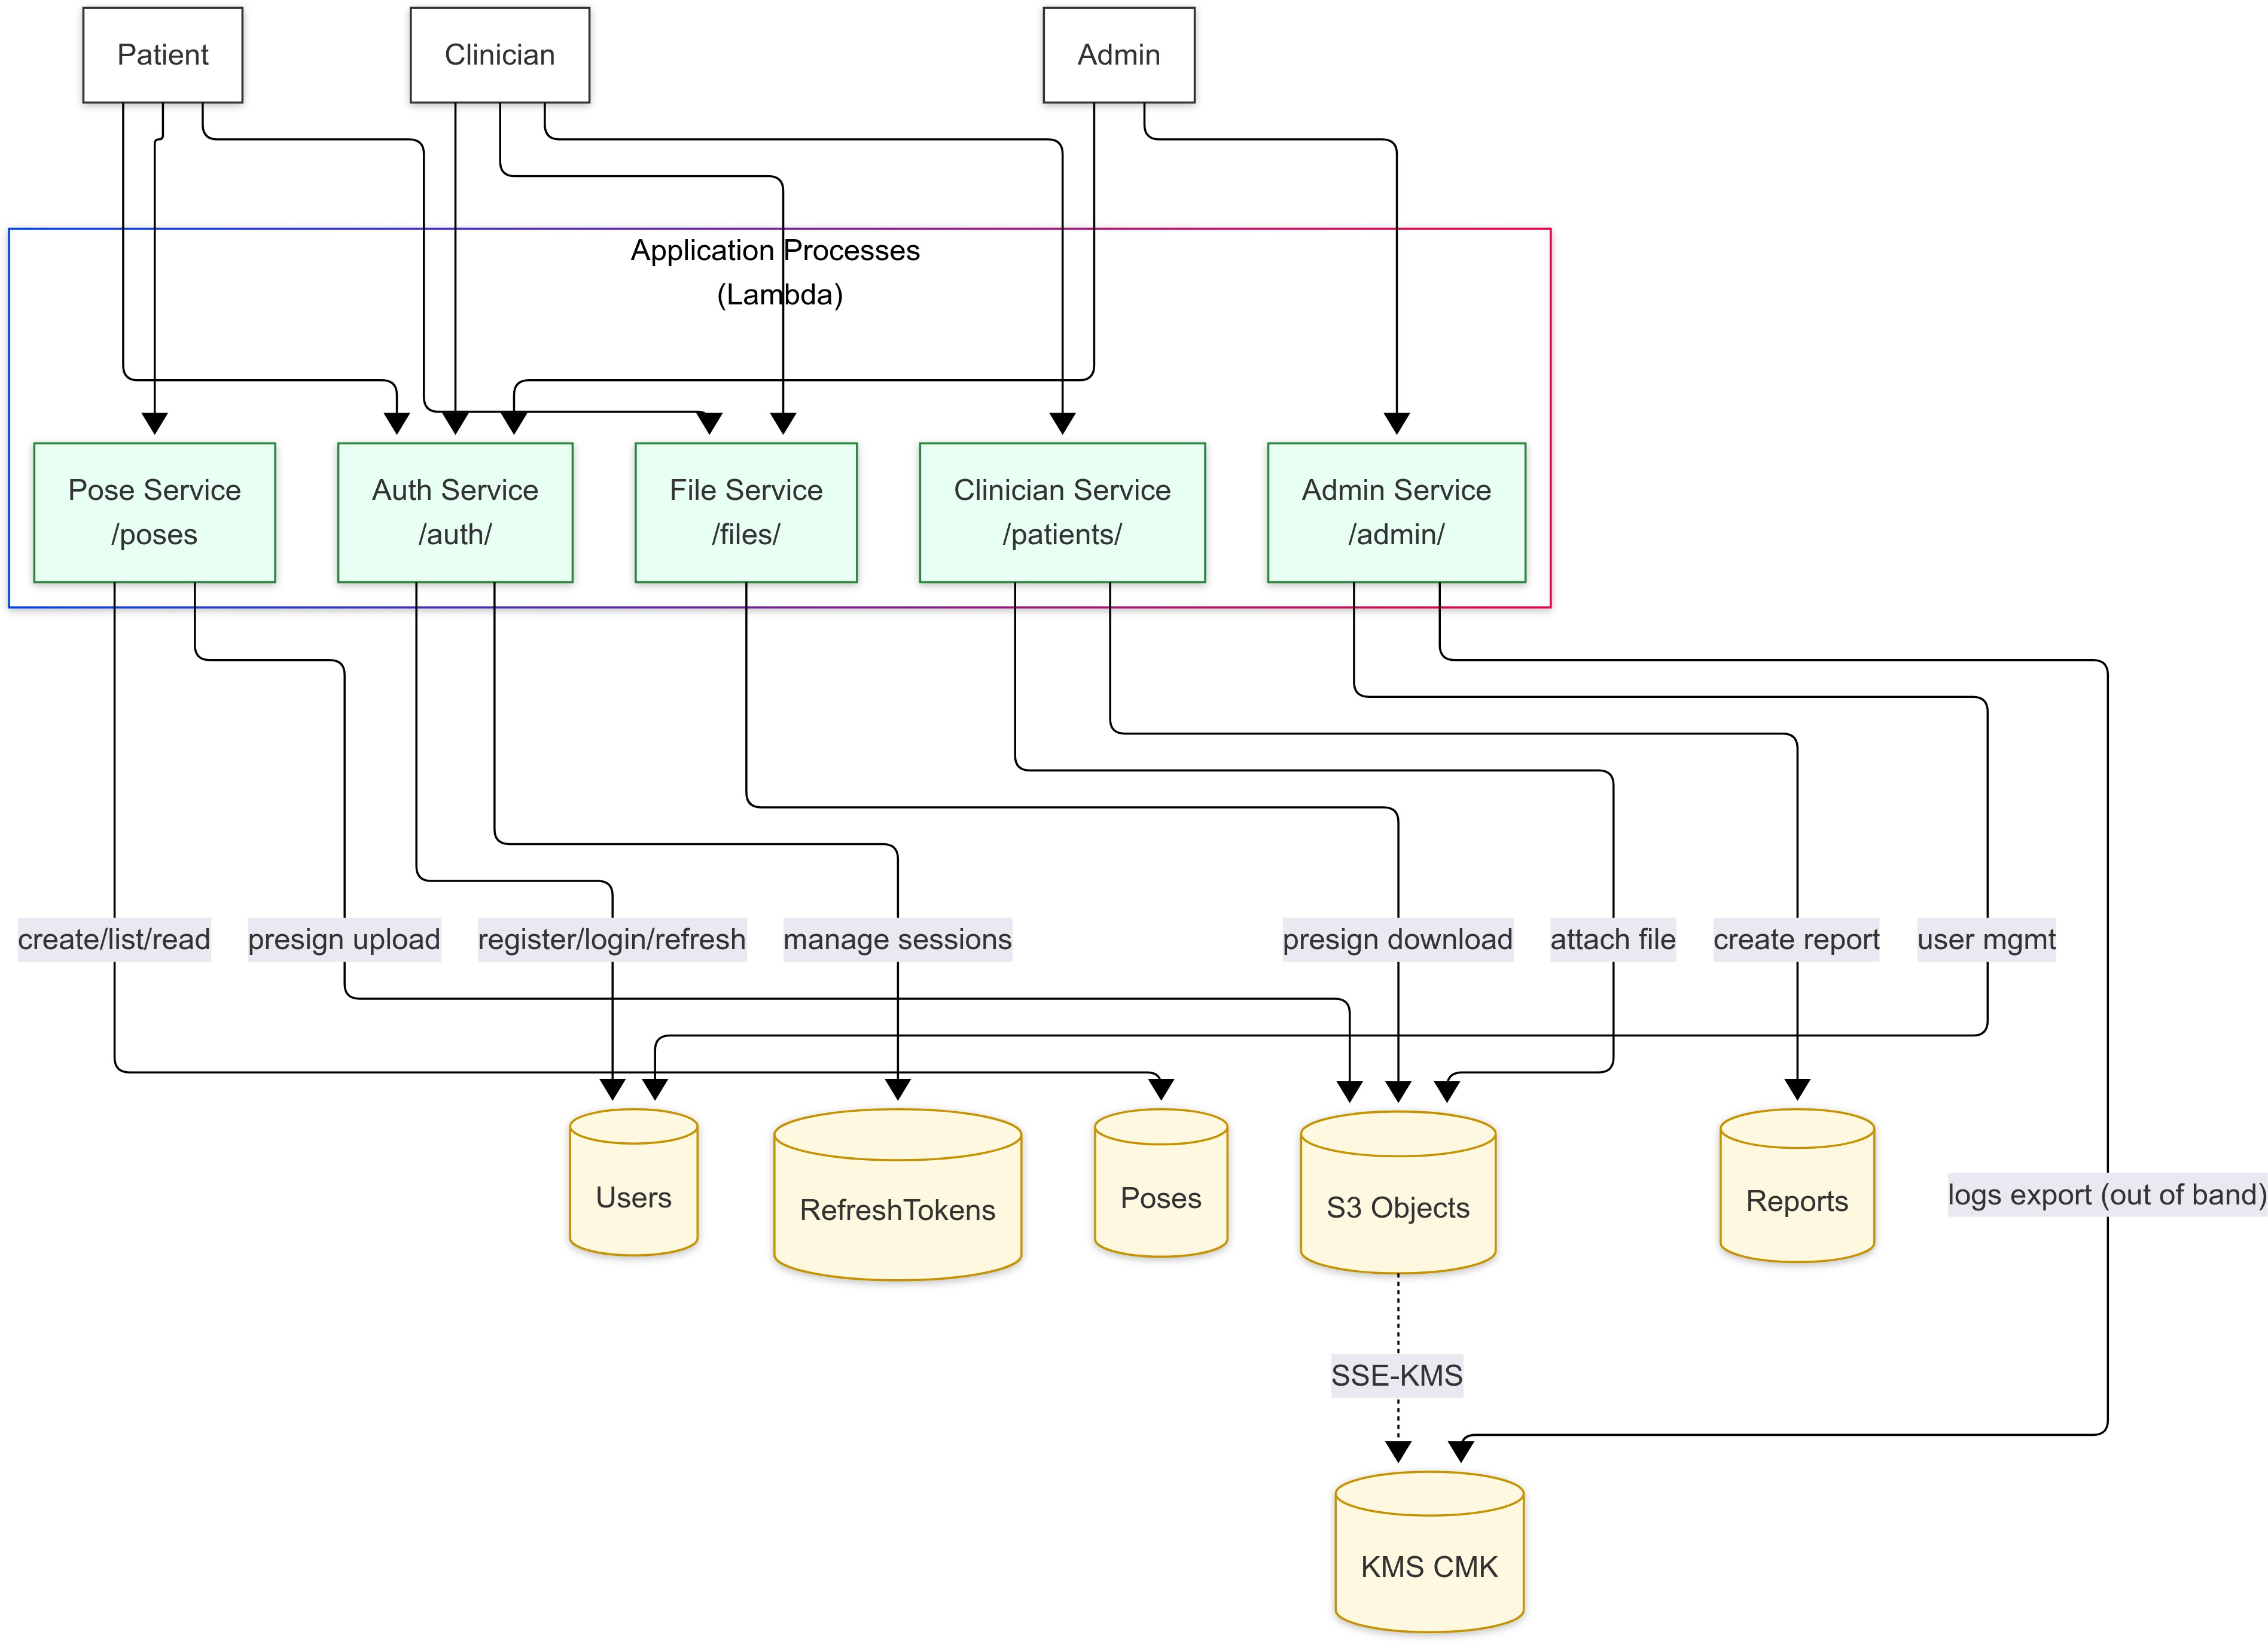 Patient
Clinician
Admin
Application Processes
(Lambda)
Pose Service
/poses
Auth Service
/auth/
File Service
/files/
Clinician Service
/patients/
Admin Service
/admin/
create/list/read
presign upload
register/login/refresh
manage sessions
presign download
attach file
create report
user mgmt
Users
RefreshTokens
Poses
S3 Objects
Reports
logs export (out of band)
SSE-KMS
KMS CMK